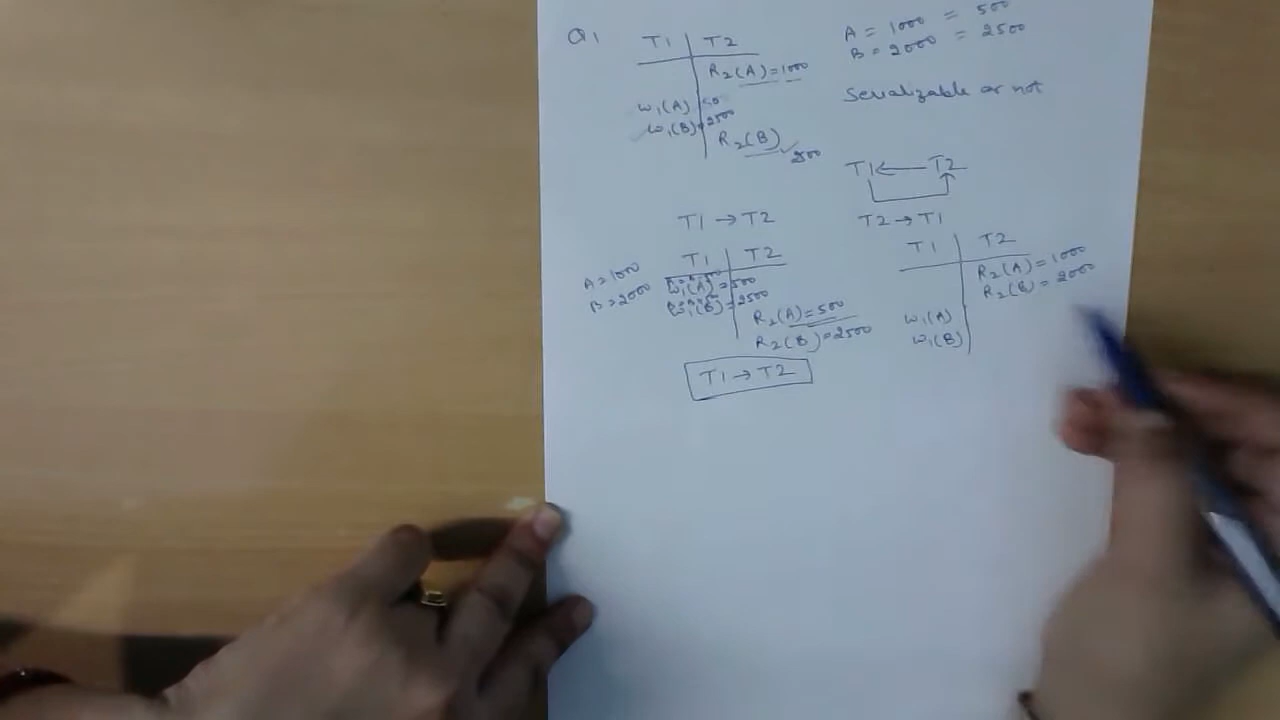 Q1
T1 T2
A = 1000 = 500
B = 2000 = 2500
R2(A) = 1000
W1(A)
W1(B) = 2500
R2(B)
Serializable or not
T1 ← T2
T1 → T2
T2 → T1
T1 T2
A = 1000
B = 2000
W1(A) = 500
W1(B) = 2500
R2(A) = 500
R2(B) = 2500
T1 → T2
T1 T2
R2(A) = 1000
R2(B) = 2000
W1(A)
W1(B)